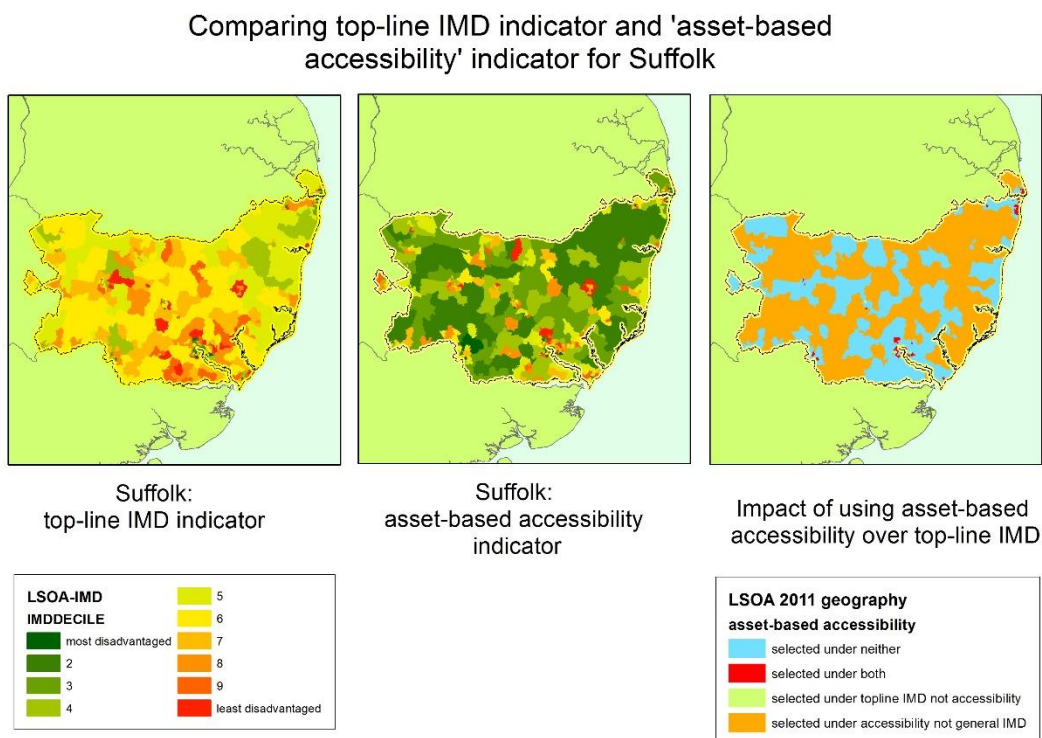 Comparing top-line IMD indicator and 'asset-based
accessibility' indicator for Suffolk
Suffolk:
top-line IMD indicator
Suffolk:
asset-based accessibility
indicator
Impact of using asset-based
accessibility over top-line IMD
LSOA-IMD
IMDDECILE
most disadvantaged
2
3
4
5
6
7
8
9
least disadvantaged
LSOA 2011 geography
asset-based accessibility
selected under neither
selected under both
selected under topline IMD not accessibility
selected under accessibility not general IMD